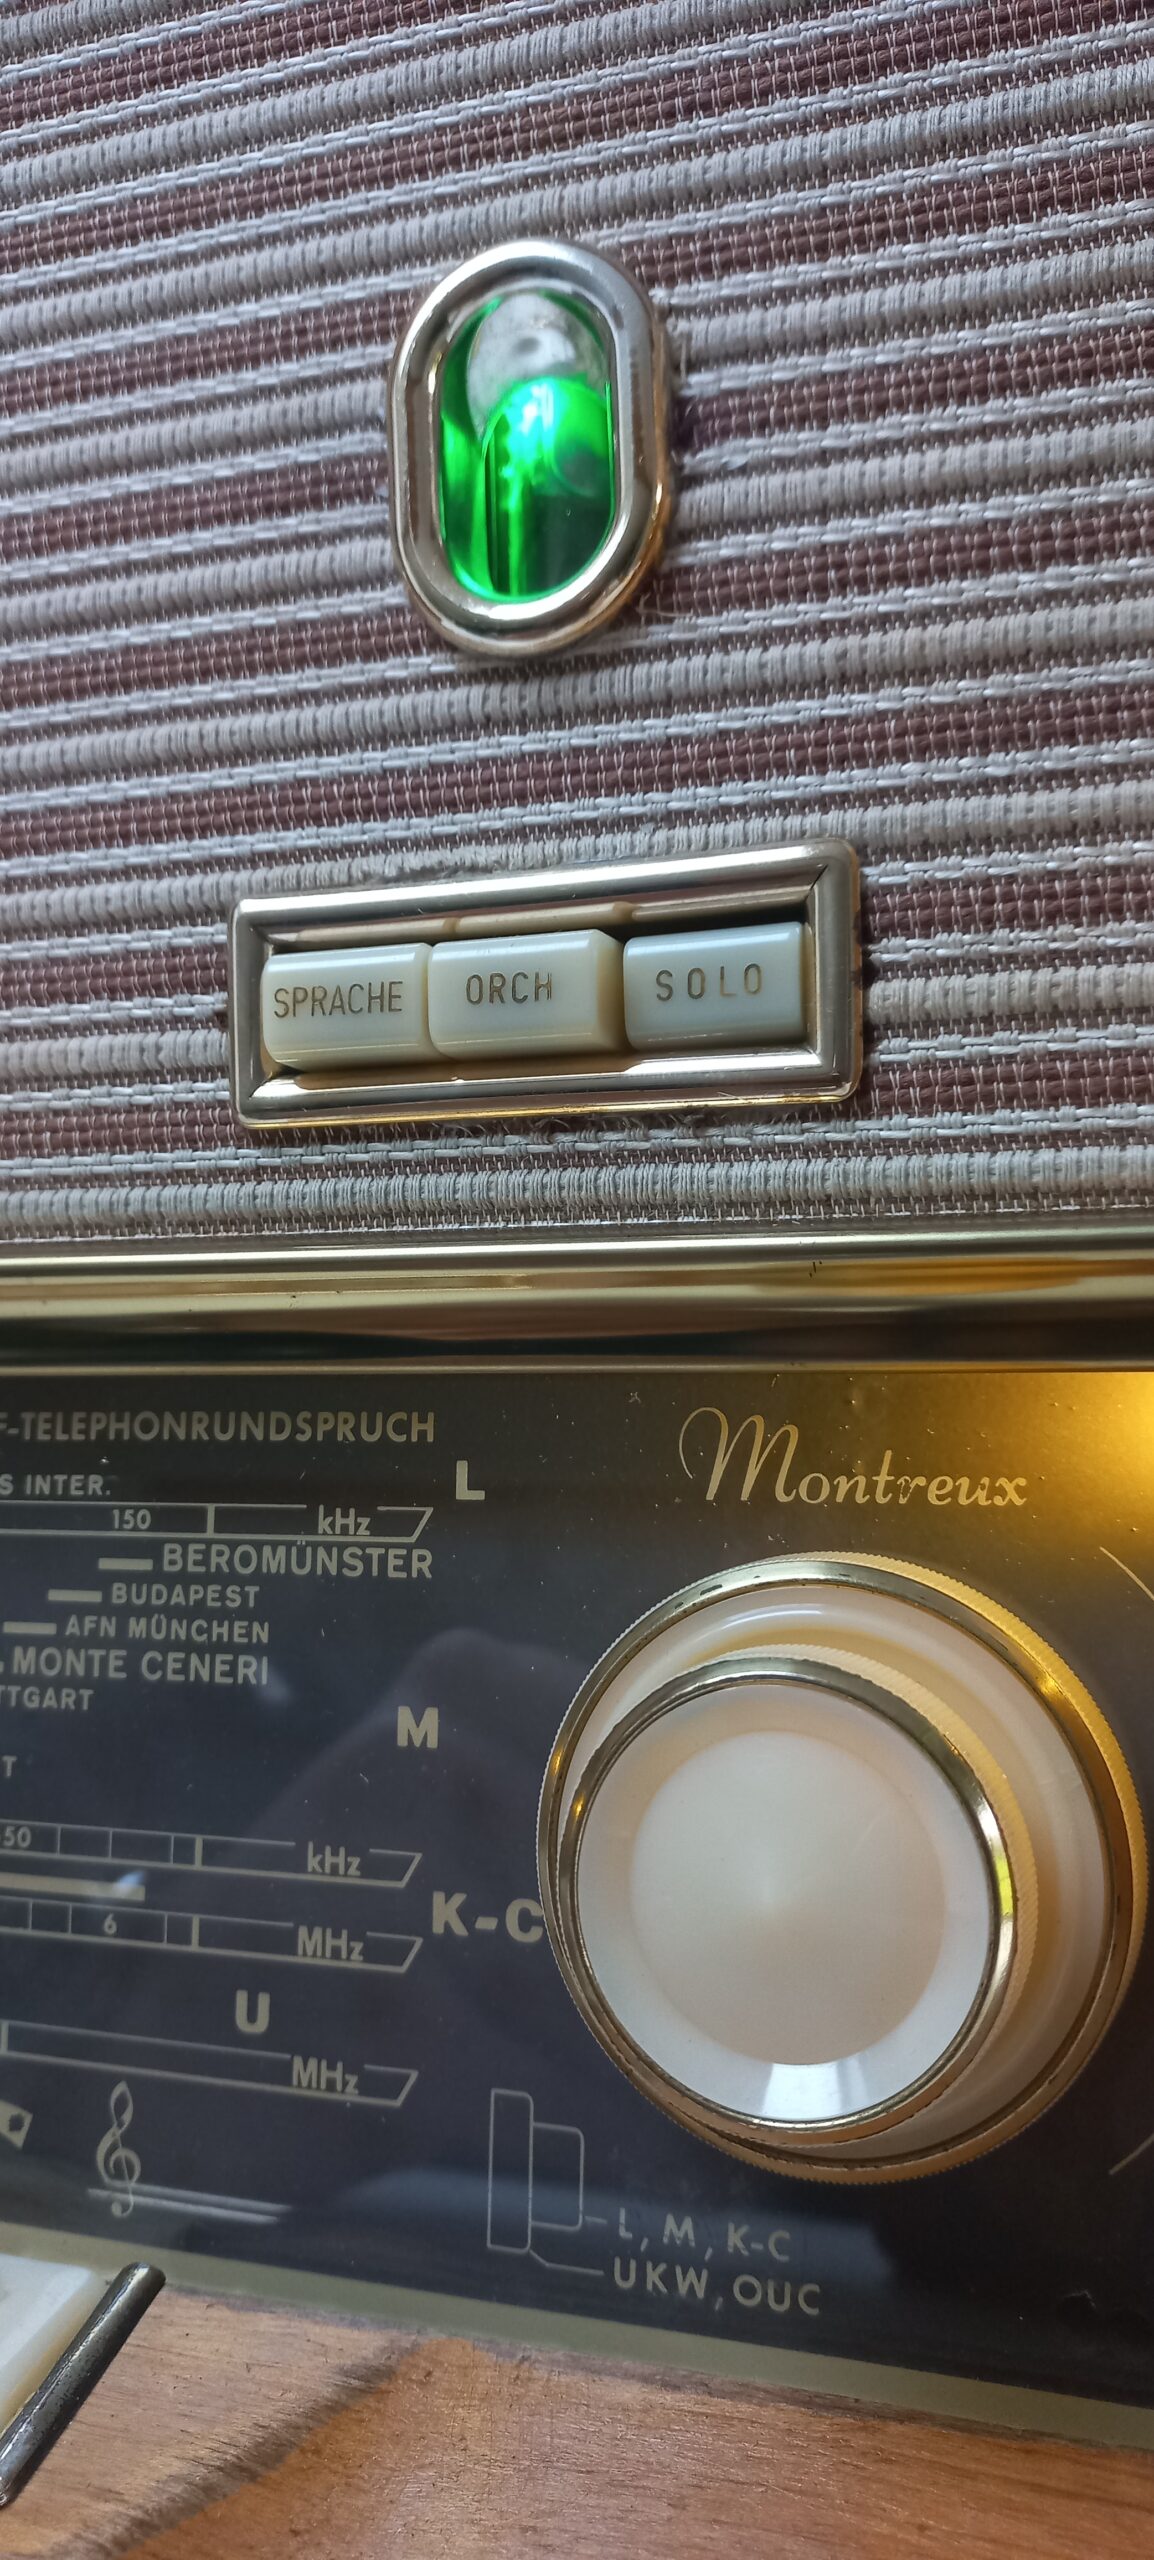 SPRACHE ORCH SOLO
F-TELEPHONRUNDSPRUCH
Montreux
S INTER.
L
150 kHz
BEROMÜNSTER
BUDAPEST
AFN MÜNCHEN
MONTE CENERI
TTGART
M
T
50 kHz
K-C
6 MHz
U
MHz
L, M, K-C
UKW, OUC